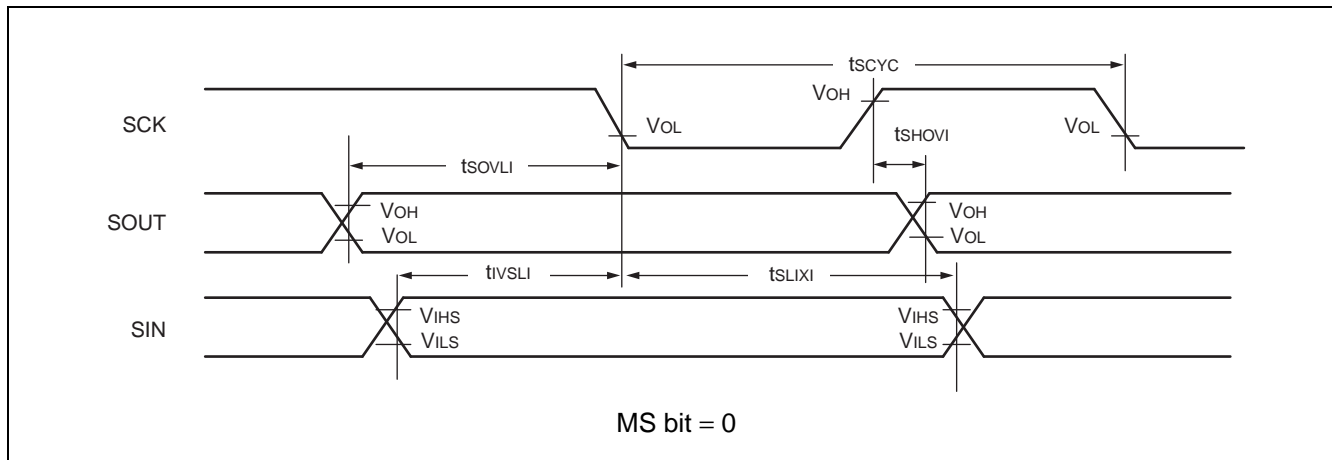 tSCYC
SCK
VOH
VOL
VOL
tSHOVI
tSOVLI
SOUT
VOH
VOL
VOH
VOL
tIVSLI
tSLIXI
SIN
VIHS
VILS
VIHS
VILS
MS bit = 0